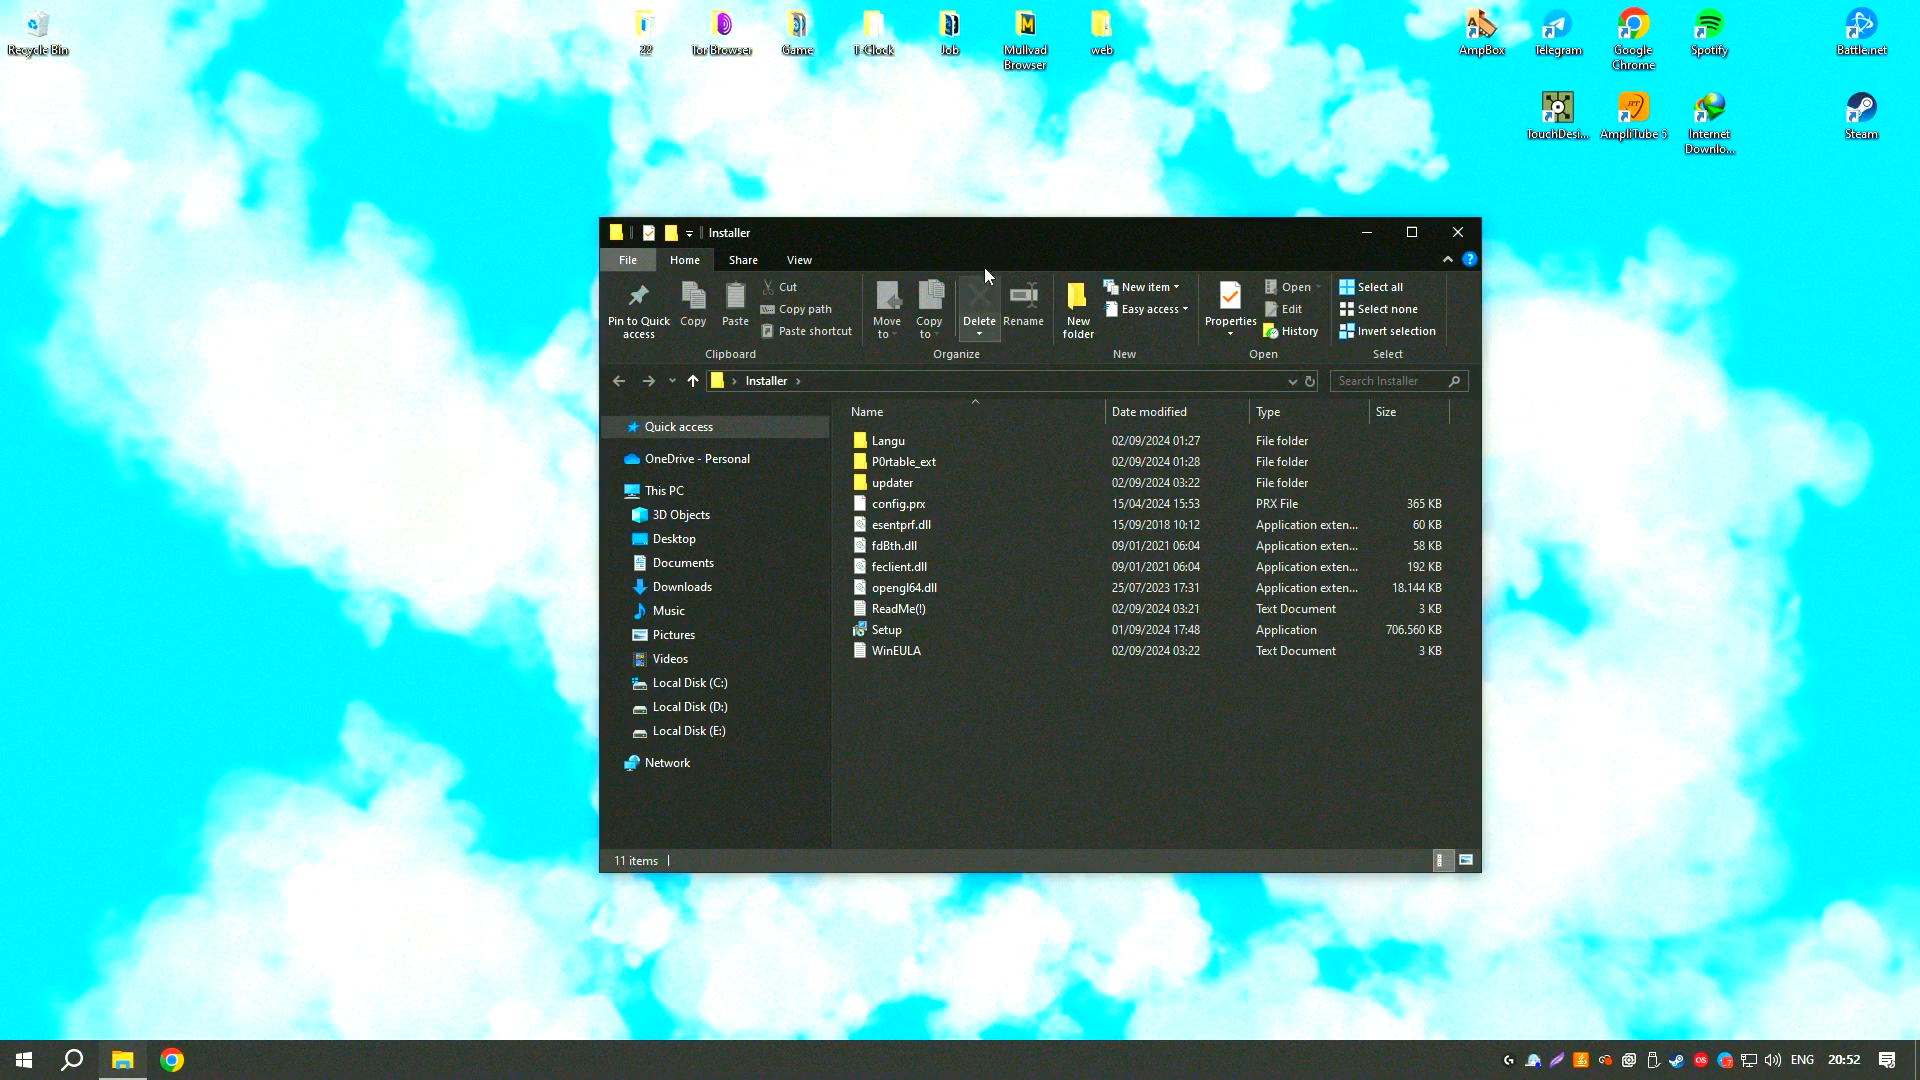 Recycle Bin
22
Tor Browser
Game
T-Clock
Job
Mullvad
Browser
web
AmpBox
Telegram
Google
Chrome
Spotify
Battle.net
TouchDesi...
AmpliTube 5
Internet
Downlo...
Steam
Installer
File
Home
Share
View
Pin to Quick
access
Copy
Paste
Cut
Copy path
Paste shortcut
Clipboard
Move
to
Copy
to
Delete
Rename
Organize
New
folder
New item
Easy access
New
Properties
Open
Edit
History
Open
Select all
Select none
Invert selection
Select
Installer
Search Installer
Quick access
OneDrive - Personal
This PC
3D Objects
Desktop
Documents
Downloads
Music
Pictures
Videos
Local Disk (C:)
Local Disk (D:)
Local Disk (E:)
Network
Name Date modified Type Size
Langu 02/09/2024 01:27 File folder
P0rtable_ext 02/09/2024 01:28 File folder
updater 02/09/2024 03:22 File folder
config.prx 15/04/2024 15:53 PRX File 365 KB
esentprf.dll 15/09/2018 10:12 Application exten... 60 KB
fdBth.dll 09/01/2021 06:04 Application exten... 58 KB
feclient.dll 09/01/2021 06:04 Application exten... 192 KB
opengl64.dll 25/07/2023 17:31 Application exten... 18.144 KB
ReadMe(!) 02/09/2024 03:21 Text Document 3 KB
Setup 01/09/2024 17:48 Application 706.560 KB
WinEULA 02/09/2024 03:22 Text Document 3 KB
11 items
ENG
20:52